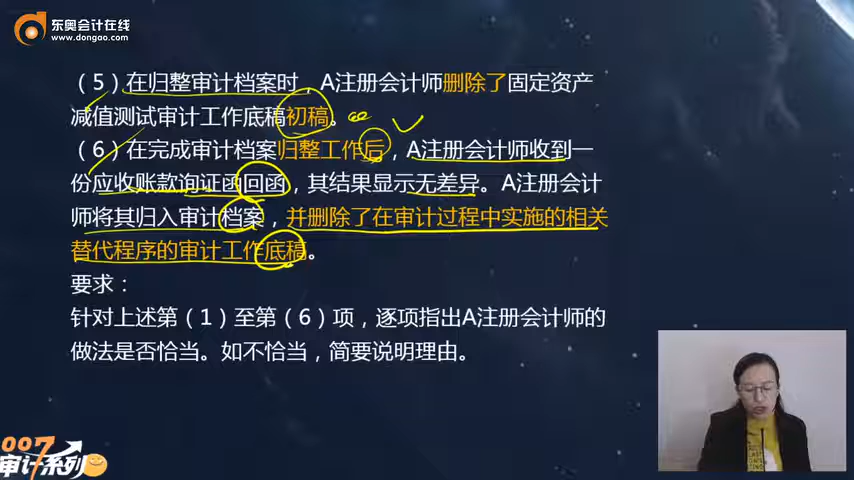 东奥会计在线
www.dongao.com
（5）在归整审计档案时，A注册会计师删除了固定资产
减值测试审计工作底稿初稿。
（6）在完成审计档案归整工作后，A注册会计师收到一
份应收账款询证函回函，其结果显示无差异。A注册会计
师将其归入审计档案，并删除了在审计过程中实施的相关
替代程序的审计工作底稿。
要求：
针对上述第（1）至第（6）项，逐项指出A注册会计师的
做法是否恰当。如不恰当，简要说明理由。
007
审计系列